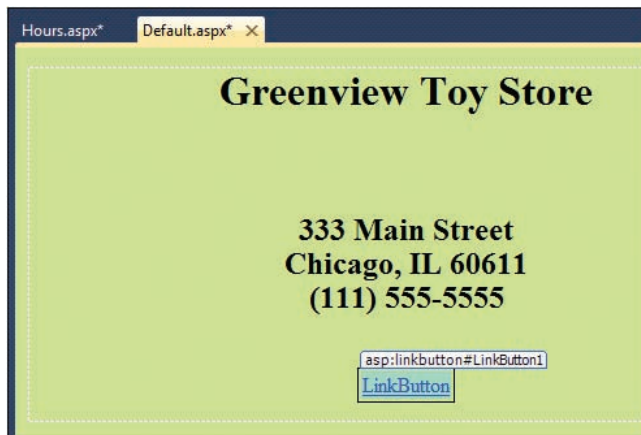 Hours.aspx* Default.aspx*
Greenview Toy Store
333 Main Street
Chicago, IL 60611
(111) 555-5555
asp:linkbutton#LinkButton1
LinkButton